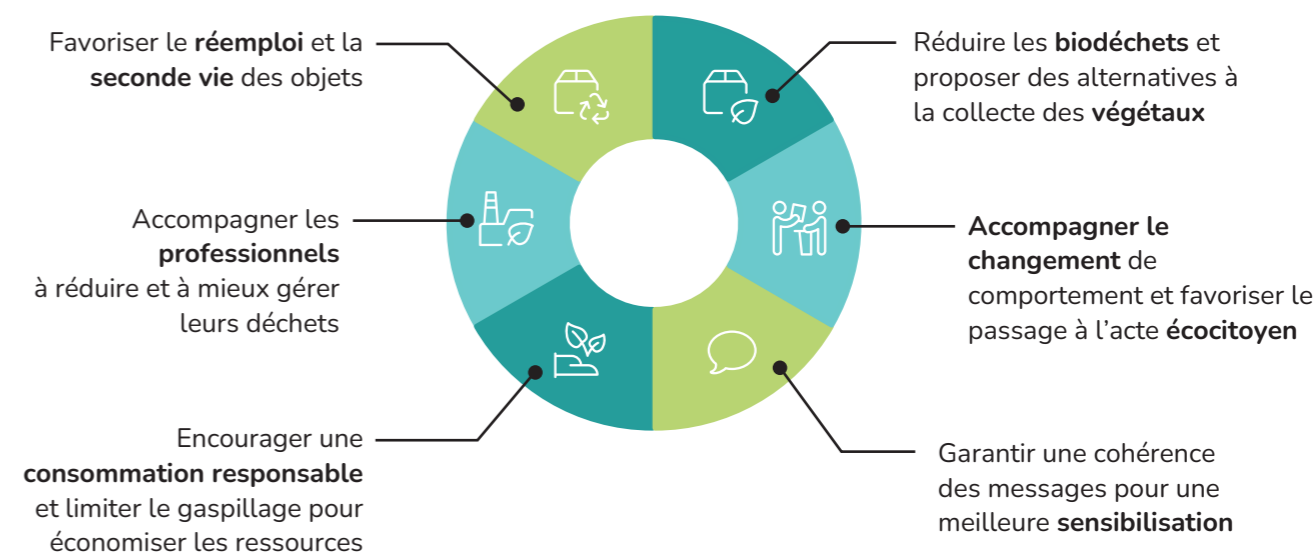 Favoriser le réemploi et la
seconde vie des objets
Réduire les biodéchets et
proposer des alternatives à
la collecte des végétaux
Accompagner les
professionnels
à réduire et à mieux gérer
leurs déchets
Accompagner le
changement de
comportement et favoriser le
passage à l’acte écocitoyen
Encourager une
consommation responsable
et limiter le gaspillage pour
économiser les ressources
Garantir une cohérence
des messages pour une
meilleure sensibilisation